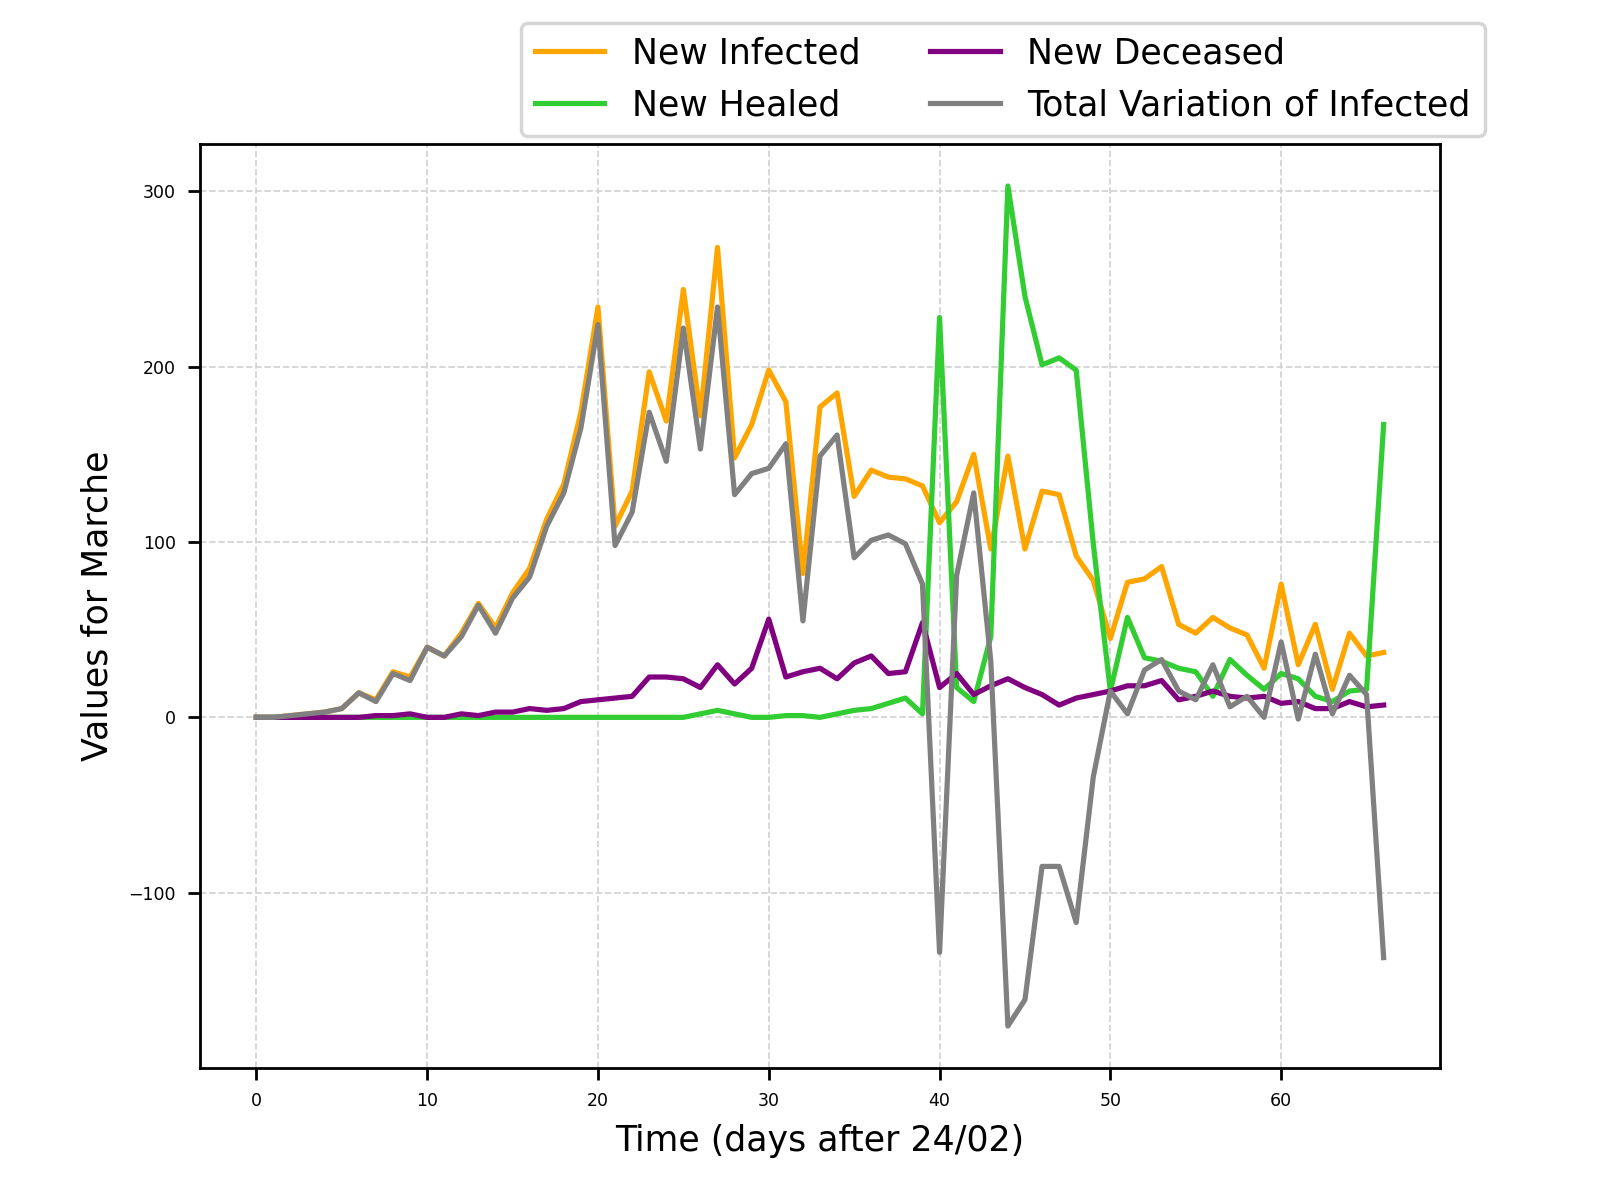 New Infected New Deceased
New Healed Total Variation of Infected
300
200
100
0
−100
Values for Marche
0 10 20 30 40 50 60
Time (days after 24/02)